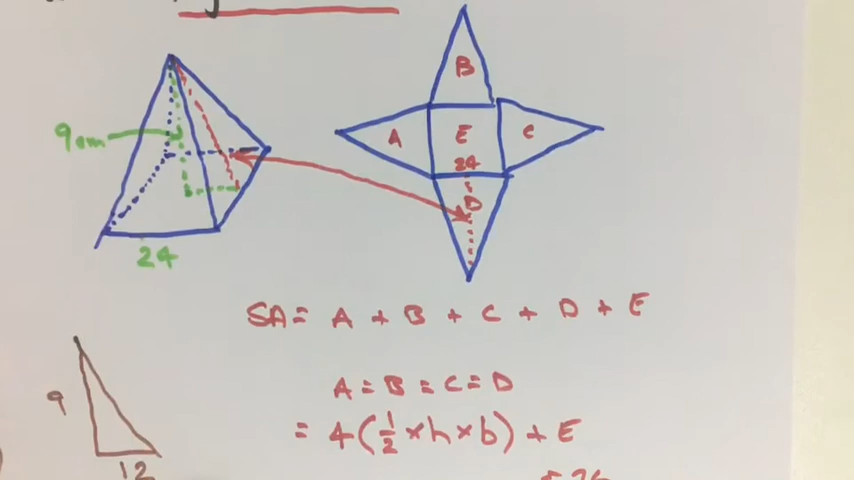 B
A E C
9cm
24
D
24
SA = A + B + C + D + E
A = B = C = D
9
= 4(½ × h × b) + E
12